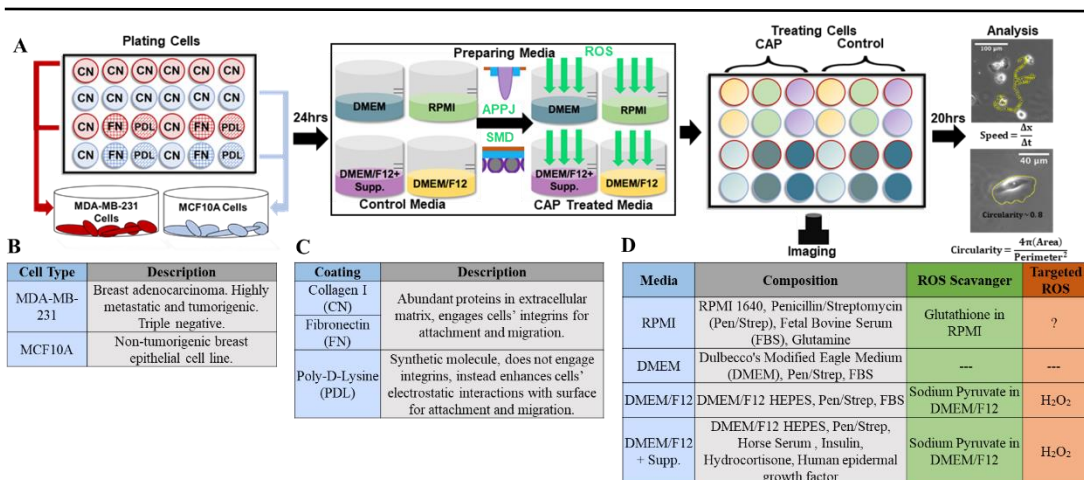 A
Plating Cells
CN CN CN CN CN CN
CN CN CN CN CN CN
CN FN PDL CN FN PDL
CN FN PDL CN FN PDL
MDA-MB-231
Cells
MCF10A Cells
24hrs
Preparing Media
ROS
DMEM
RPMI
APPJ
DMEM
RPMI
SMD
DMEM/F12+
Supp.
DMEM/F12
DMEM/F12+
Supp.
DMEM/F12
Control Media
CAP Treated Media
Treating Cells
CAP
Control
Imaging
20hrs
Analysis
100 μm
Speed = Δx/Δt
40 μm
Circularity ~ 0.8
Circularity = 4π(Area)/Perimeter²
B
Cell Type
Description
MDA-MB-
231
Breast adenocarcinoma. Highly
metastatic and tumorigenic.
Triple negative.
MCF10A
Non-tumorigenic breast
epithelial cell line.
C
Coating
Description
Collagen I
(CN)
Fibronectin
(FN)
Abundant proteins in extracellular
matrix, engages cells' integrins for
attachment and migration.
Poly-D-Lysine
(PDL)
Synthetic molecule, does not engage
integrins, instead enhances cells'
electrostatic interactions with surface
for attachment and migration.
D
Media
Composition
ROS Scavanger
Targeted
ROS
RPMI
RPMI 1640, Penicillin/Streptomycin
(Pen/Strep), Fetal Bovine Serum
(FBS), Glutamine
Glutathione in
RPMI
?
DMEM
Dulbecco's Modified Eagle Medium
(DMEM), Pen/Strep, FBS
---
---
DMEM/F12
DMEM/F12 HEPES, Pen/Strep, FBS
Sodium Pyruvate in
DMEM/F12
H₂O₂
DMEM/F12
+ Supp.
DMEM/F12 HEPES, Pen/Strep,
Horse Serum , Insulin,
Hydrocortisone, Human epidermal
growth factor
Sodium Pyruvate in
DMEM/F12
H₂O₂